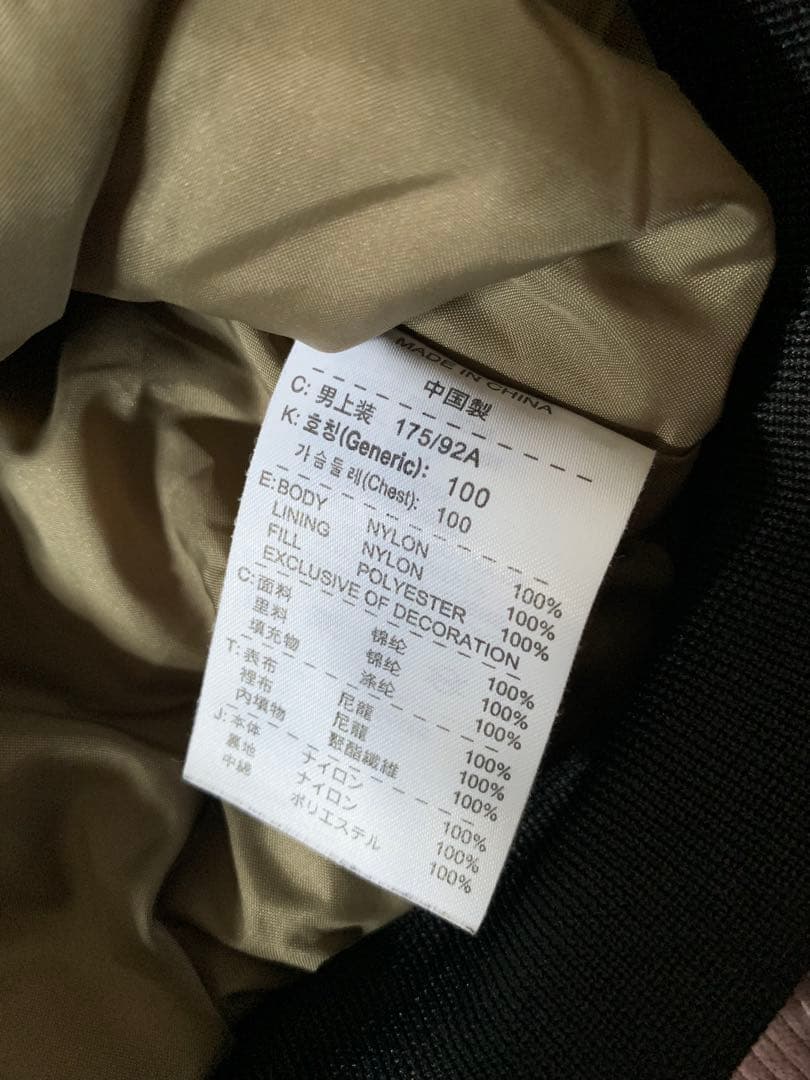 MADE IN CHINA
中国製
C: 男上装 175/92A
K: 호칭(Generic): 100
가슴둘레(Chest): 100
E: BODY NYLON 100%
LINING NYLON 100%
FILL POLYESTER 100%
EXCLUSIVE OF DECORATION
C: 面料 锦纶 100%
里料 锦纶 100%
填充物 涤纶 100%
T: 表布 尼龍 100%
裡布 尼龍 100%
內填物 聚酯纖維 100%
J: 本体 ナイロン 100%
裏地 ナイロン 100%
中綿 ポリエステル 100%